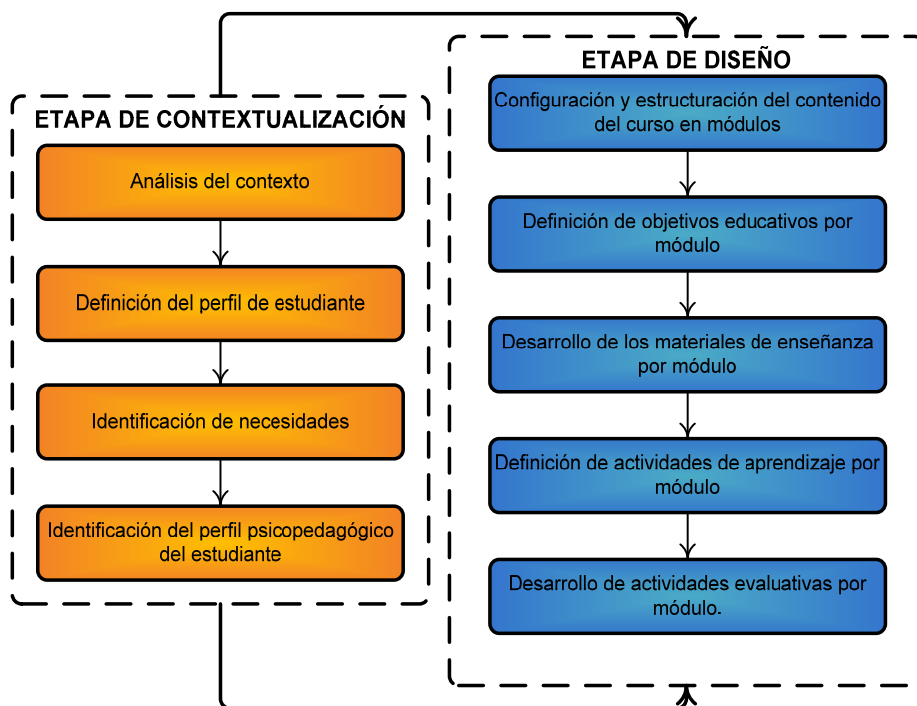 ETAPA DE CONTEXTUALIZACIÓN
Análisis del contexto
Definición del perfil de estudiante
Identificación de necesidades
Identificación del perfil psicopedagógico
del estudiante
ETAPA DE DISEÑO
Configuración y estructuración del contenido
del curso en módulos
Definición de objetivos educativos por
módulo
Desarrollo de los materiales de enseñanza
por módulo
Definición de actividades de aprendizaje por
módulo
Desarrollo de actividades evaluativas por
módulo.